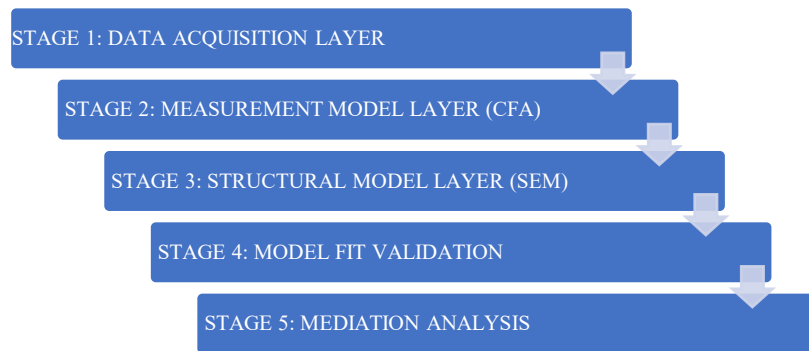 STAGE 1: DATA ACQUISITION LAYER
STAGE 2: MEASUREMENT MODEL LAYER (CFA)
STAGE 3: STRUCTURAL MODEL LAYER (SEM)
STAGE 4: MODEL FIT VALIDATION
STAGE 5: MEDIATION ANALYSIS